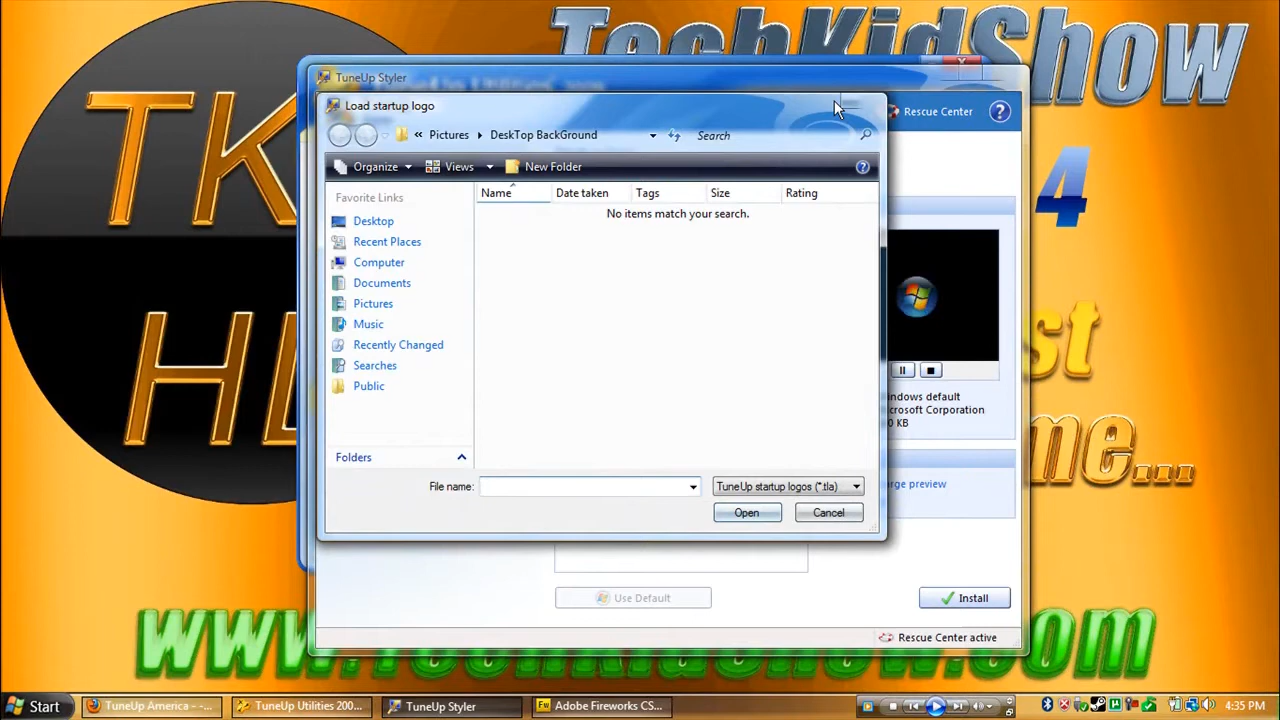 TechKidShow
TuneUp Styler
Load startup logo
Rescue Center
?
« Pictures ▸ DeskTop BackGround
Search
Organize
Views
New Folder
?
Favorite Links
Name
Date taken
Tags
Size
Rating
No items match your search.
Desktop
Recent Places
Computer
Documents
Pictures
Music
Recently Changed
Searches
Public
Folders
File name:
TuneUp startup logos (*.tla)
Open
Cancel
TK
H
4
st
me...
ndows default
rosoft Corporation
0 KB
rge preview
Use Default
Install
Rescue Center active
www.TechKidShow.com
Start
TuneUp America – -...
TuneUp Utilities 200...
TuneUp Styler
Adobe Fireworks CS...
4:35 PM